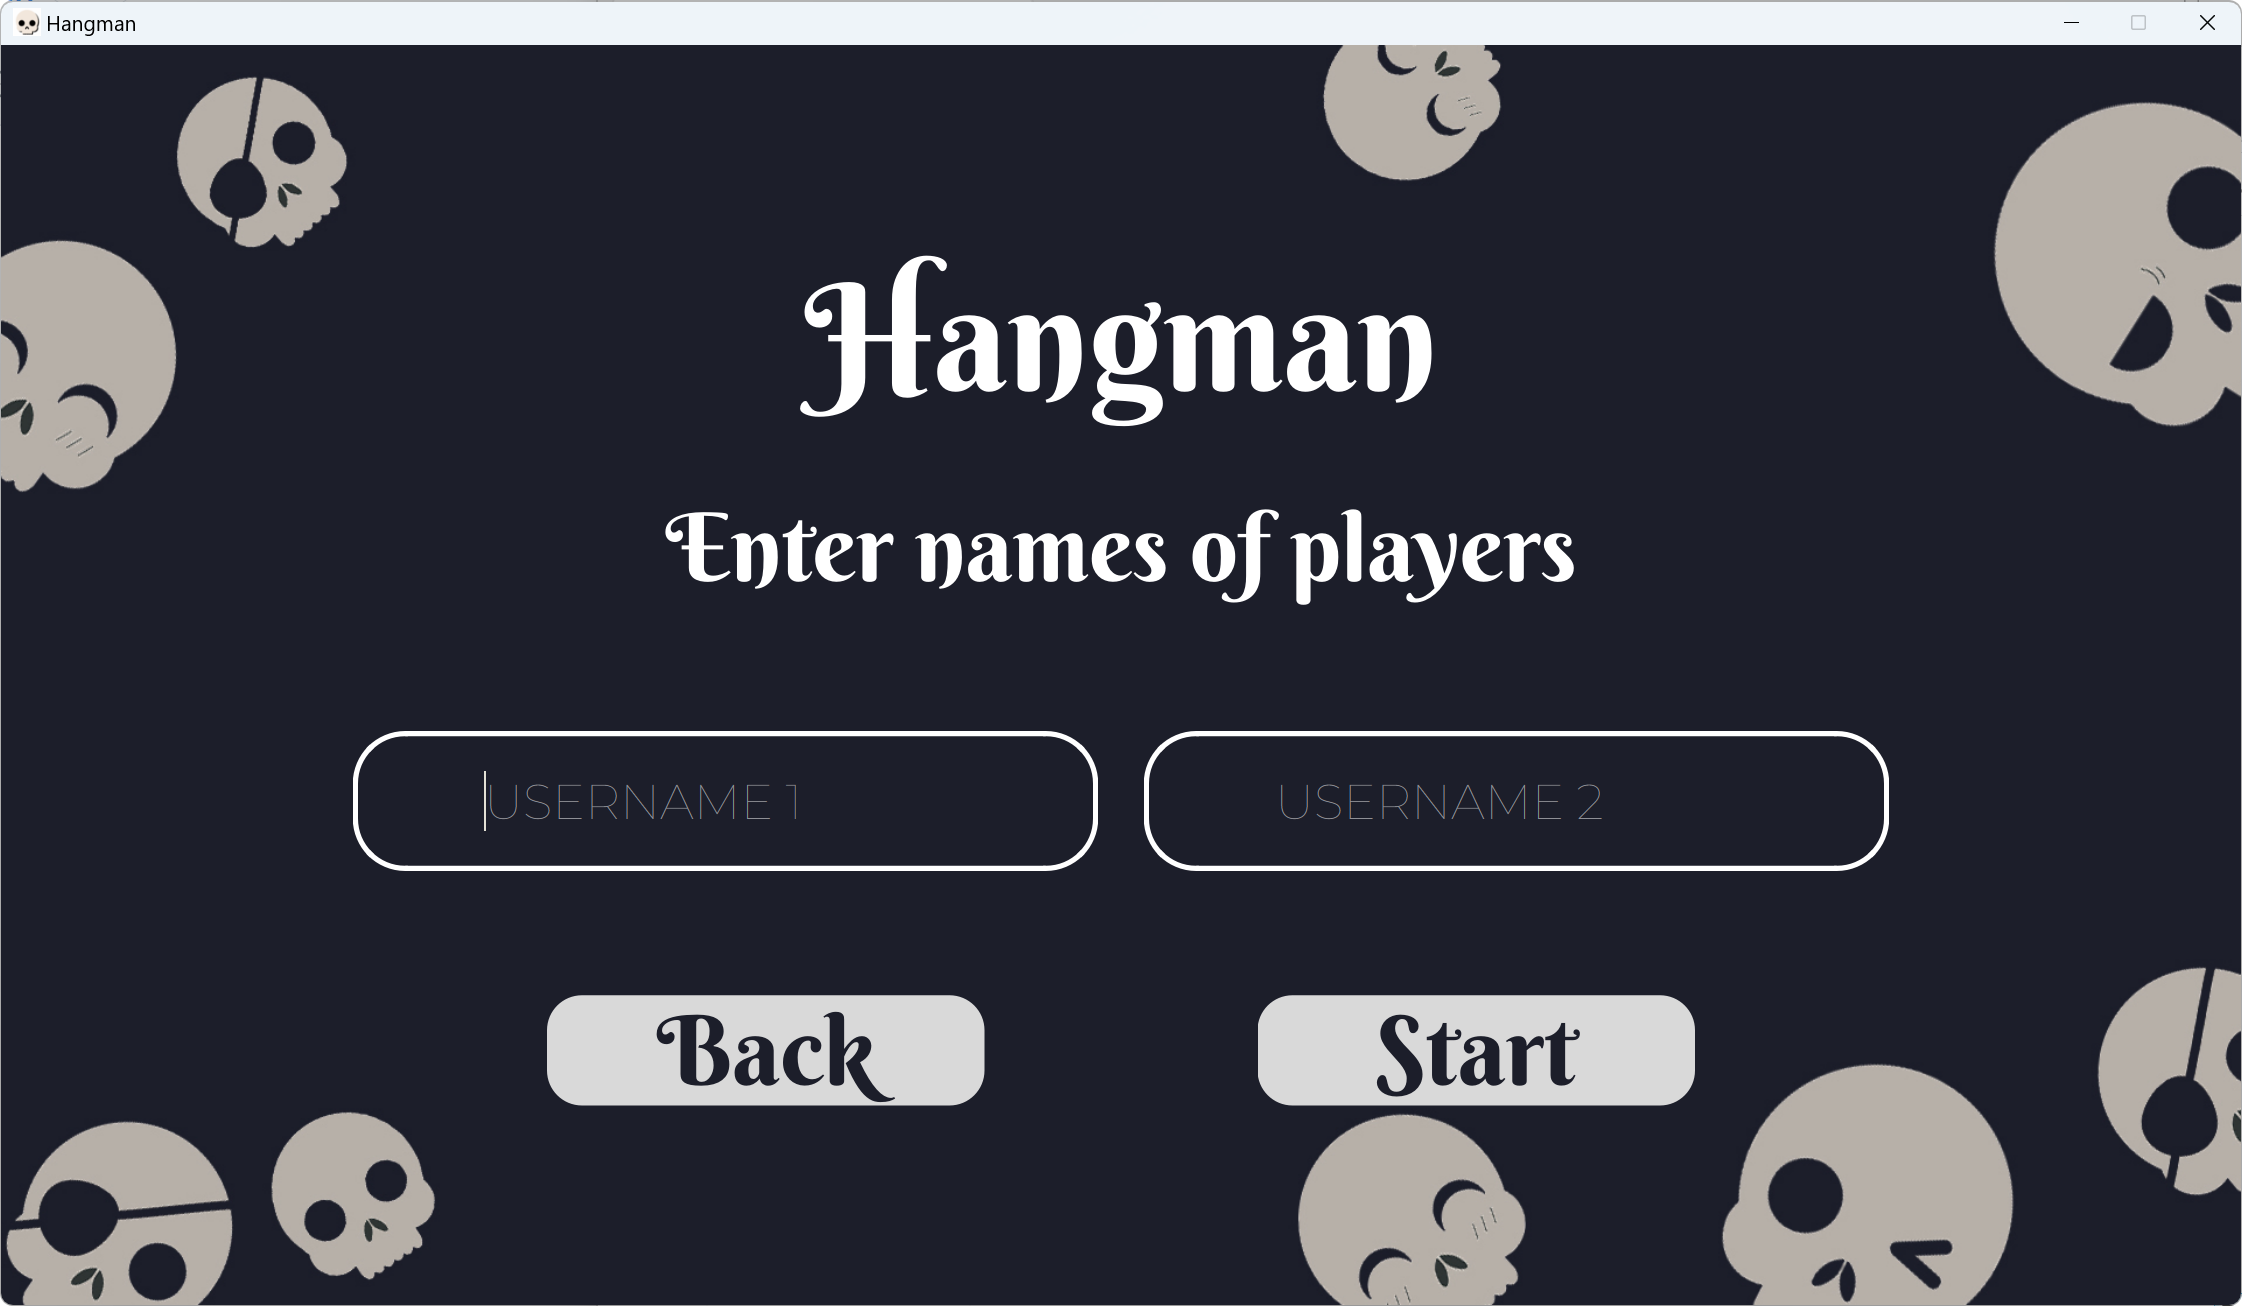 Hangman
Hangman
Enter names of players
USERNAME 1
USERNAME 2
Back
Start